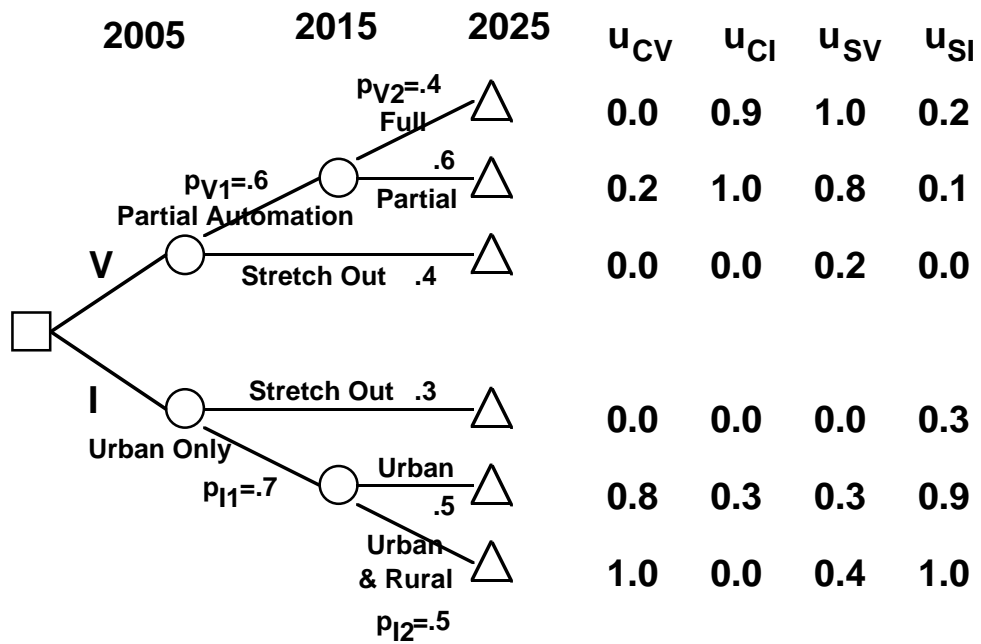 2005 2015 2025 uCV uCI uSV uSI
pV2=.4
Full 0.0 0.9 1.0 0.2
.6
pV1=.6 Partial 0.2 1.0 0.8 0.1
Partial Automation
V Stretch Out .4 0.0 0.0 0.2 0.0
I Stretch Out .3 0.0 0.0 0.0 0.3
Urban Only Urban
pI1=.7 .5 0.8 0.3 0.3 0.9
Urban
& Rural 1.0 0.0 0.4 1.0
pI2=.5